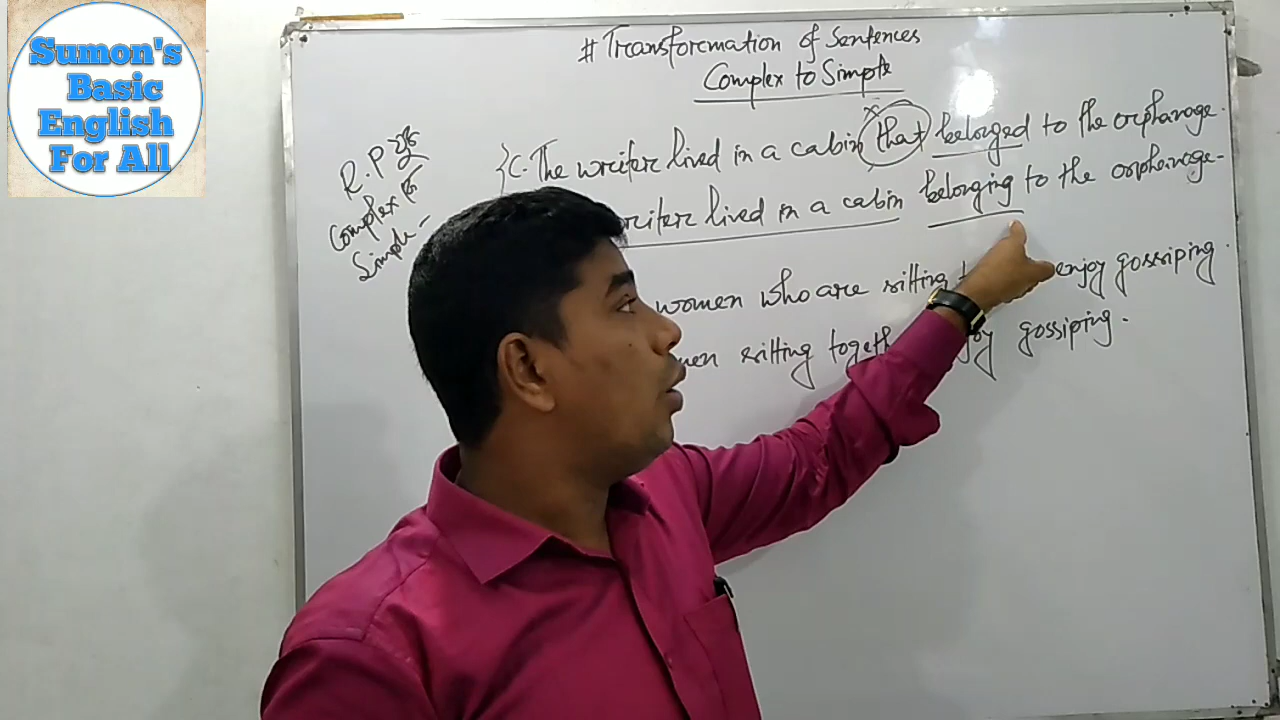 Sumon's
Basic
English
For All
# Transformation of Sentences
Complex to Simple
R.P যুক্ত
Complex কে
Simple -
C. The writer lived in a cabin that belonged to the orphanage.
writer lived in a cabin belonging to the orphanage.
women who are sitting enjoy gossiping.
men sitting together enjoy gossiping.